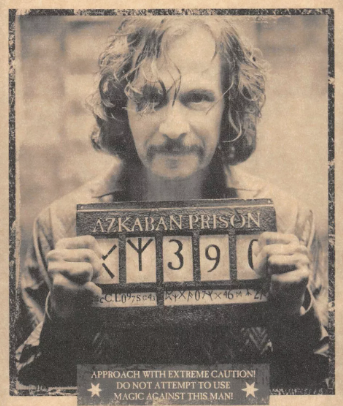 AZKABAN PRISON
390
APPROACH WITH EXTREME CAUTION!
DO NOT ATTEMPT TO USE
MAGIC AGAINST THIS MAN!